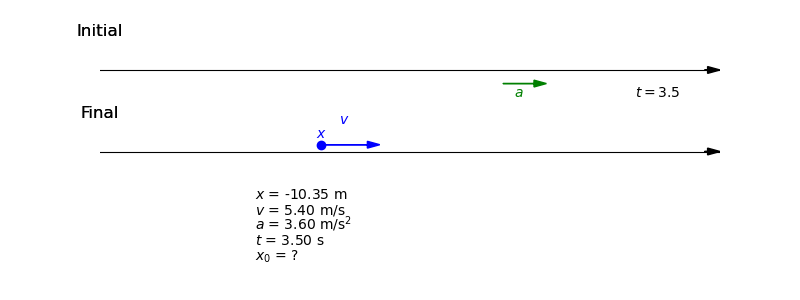 Initial
a
t = 3.5
Final
v
x
x = -10.35 m
v = 5.40 m/s
a = 3.60 m/s²
t = 3.50 s
x₀ = ?